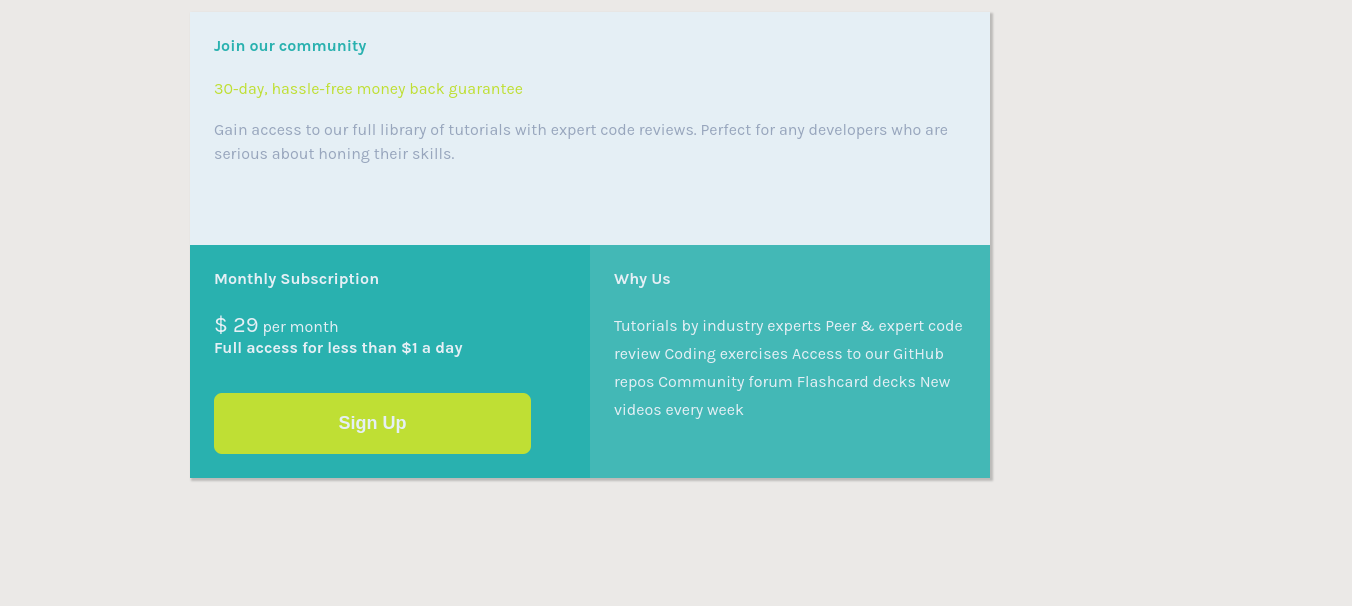 Join our community
30-day, hassle-free money back guarantee
Gain access to our full library of tutorials with expert code reviews. Perfect for any developers who are
serious about honing their skills.
Monthly Subscription
$ 29 per month
Full access for less than $1 a day
Sign Up
Why Us
Tutorials by industry experts Peer & expert code
review Coding exercises Access to our GitHub
repos Community forum Flashcard decks New
videos every week